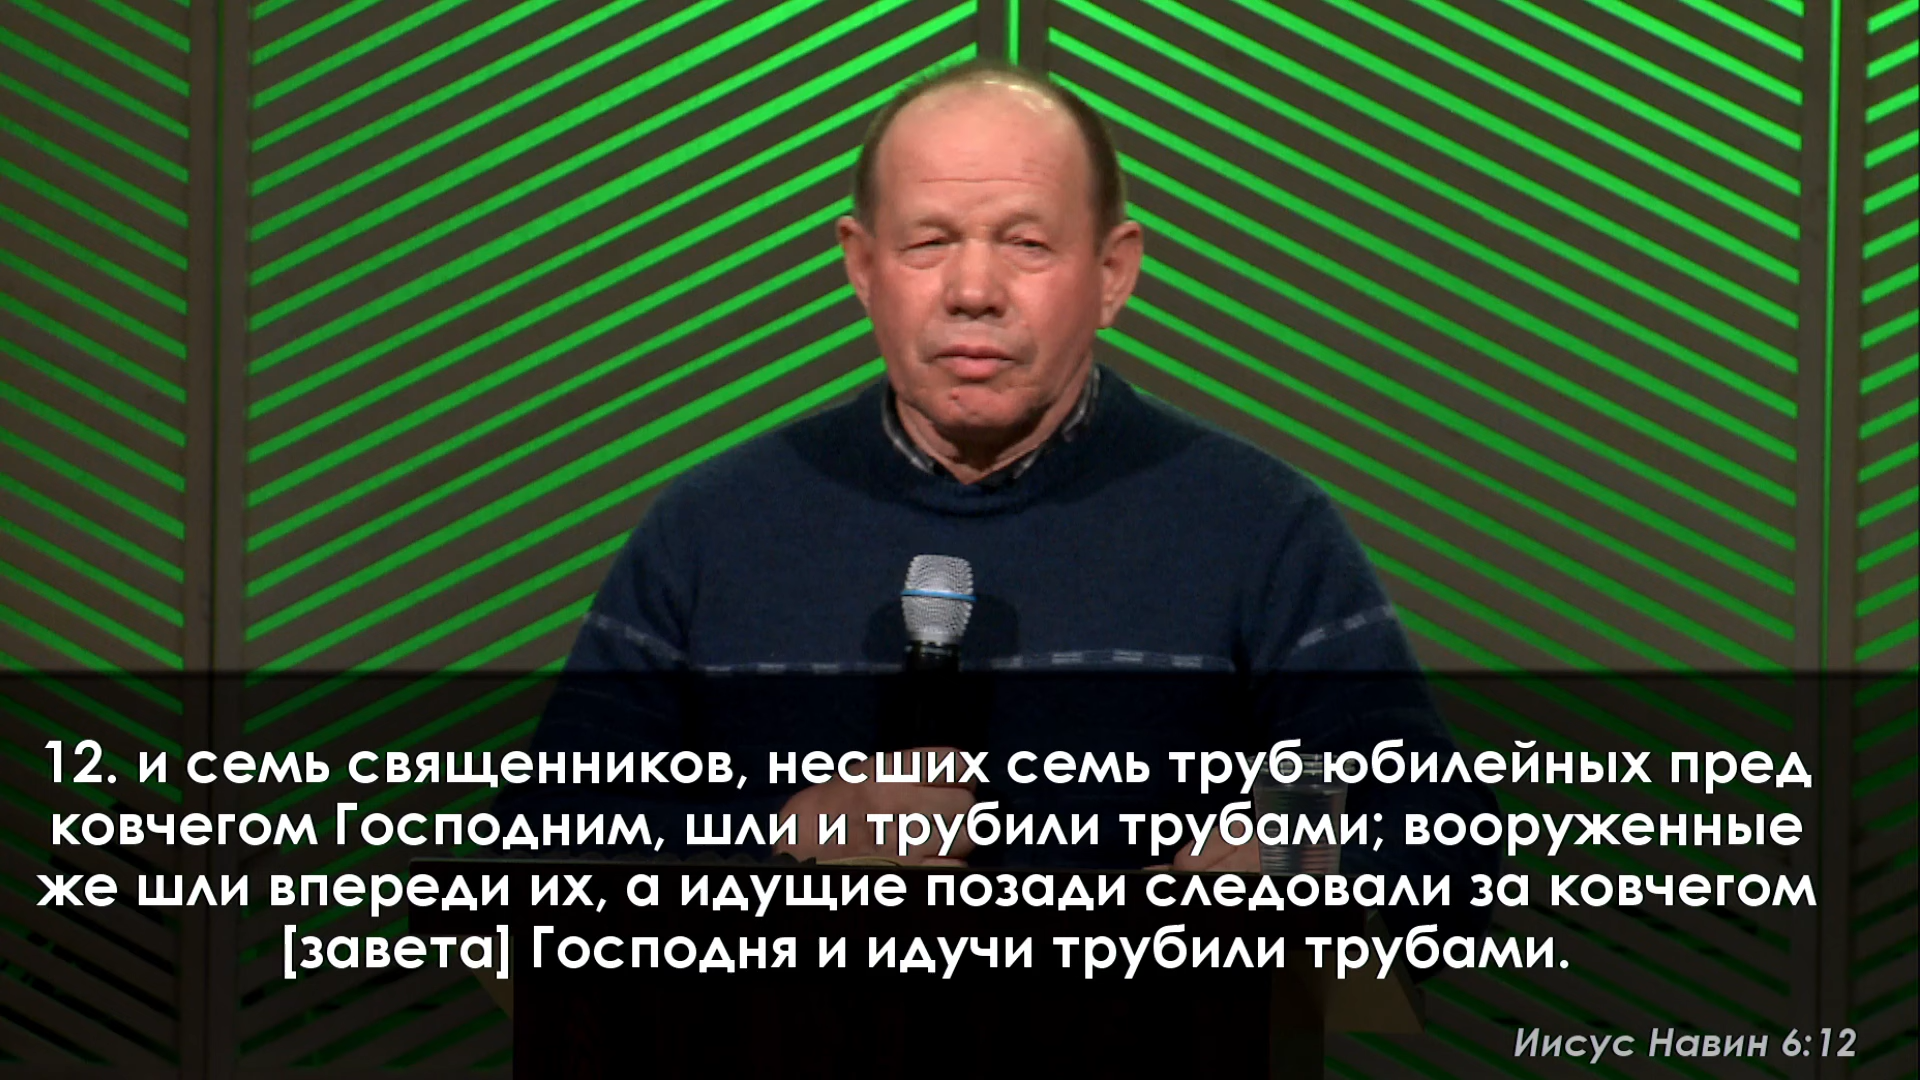 12. и семь священников, несших семь труб юбилейных пред
ковчегом Господним, шли и трубили трубами; вооруженные
же шли впереди их, а идущие позади следовали за ковчегом
[завета] Господня и идучи трубили трубами.
Иисус Навин 6:12